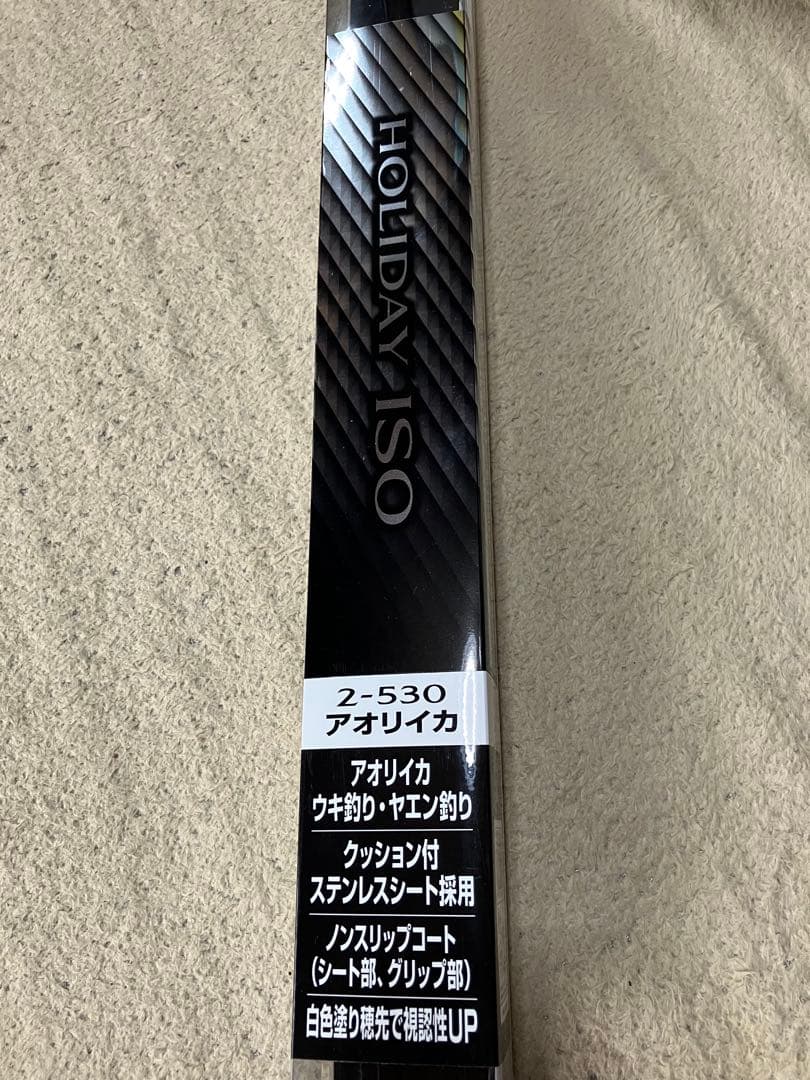 HOLIDAY ISO
2-530
アオリイカ
アオリイカ
ウキ釣り・ヤエン釣り
クッション付
ステンレスシート採用
ノンスリップコート
(シート部、グリップ部)
白色塗り穂先で視認性UP